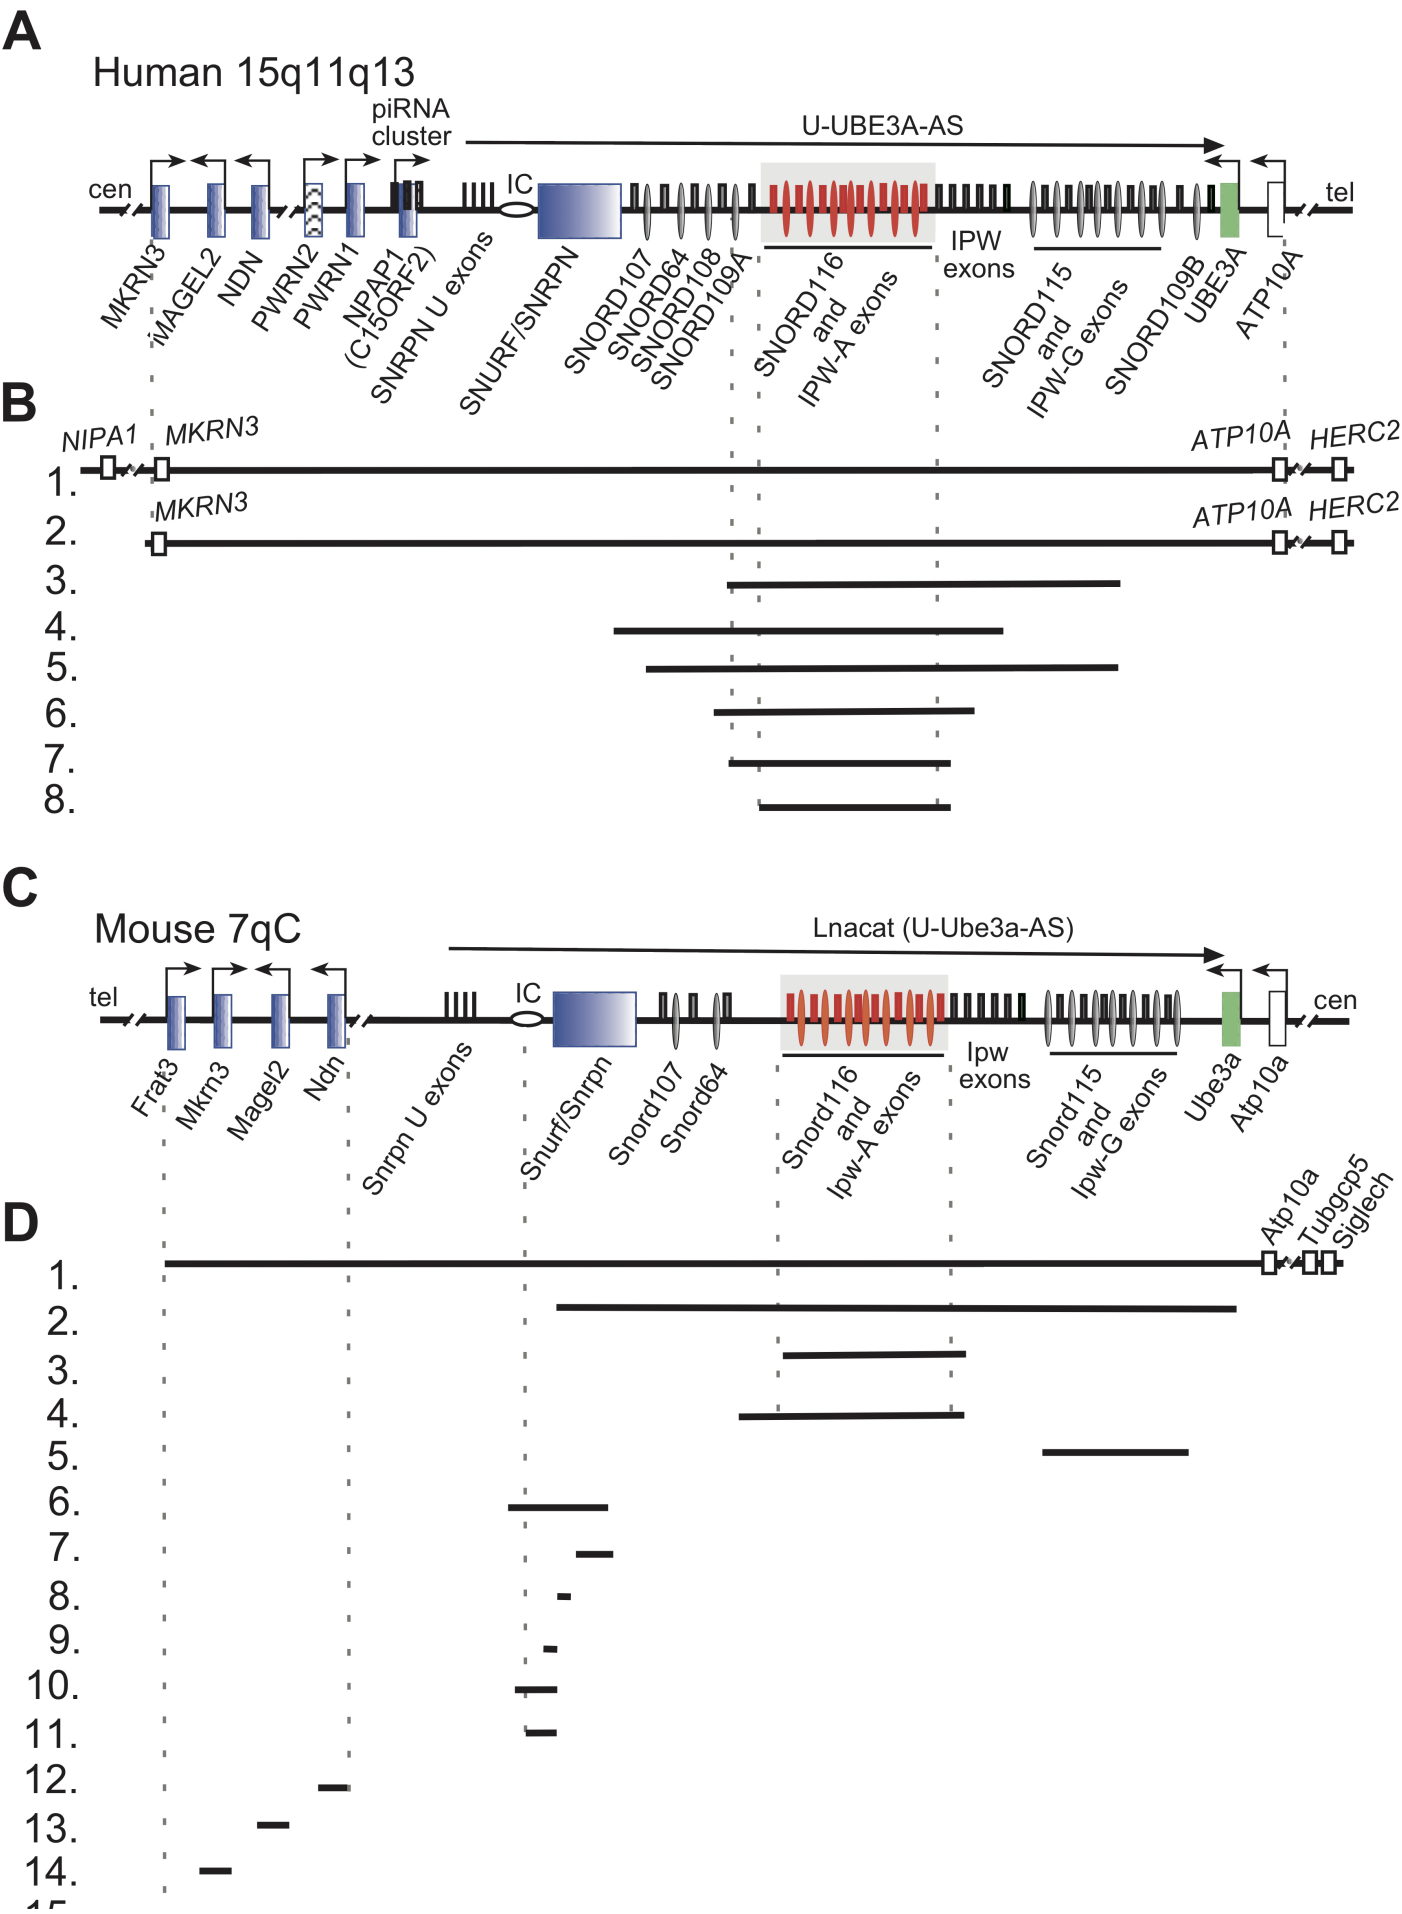 A
Human 15q11q13
piRNA
cluster
U-UBE3A-AS
cen
IC
tel
MKRN3
MAGEL2
NDN
PWRN2
PWRN1
NPAP1
(C15ORF2)
SNRPN U exons
SNURF/SNRPN
SNORD107
SNORD64
SNORD108
SNORD109A
SNORD116
and
IPW-A exons
IPW
exons
SNORD115
and
IPW-G exons
SNORD109B
UBE3A
ATP10A
B
NIPA1
MKRN3
ATP10A
HERC2
1.
MKRN3
ATP10A
HERC2
2.
3.
4.
5.
6.
7.
8.
C
Mouse 7qC
Lnacat (U-Ube3a-AS)
tel
IC
cen
Frat3
Mkrn3
Magel2
Ndn
Snrpn U exons
Snurf/Snrpn
Snord107
Snord64
Snord116
and
Ipw-A exons
Ipw
exons
Snord115
and
Ipw-G exons
Ube3a
Atp10a
D
Atp10a
Tubgcp5
Siglech
1.
2.
3.
4.
5.
6.
7.
8.
9.
10.
11.
12.
13.
14.
15.